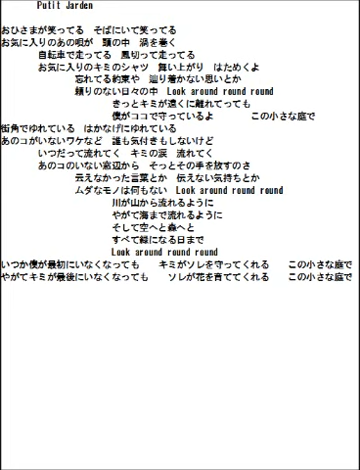 Putit Jarden
おひさまが笑ってる　そばにいて笑ってる
お気に入りのあの唄が　頭の中　渦を巻く
自転車で走ってる　風切って走ってる
お気に入りのキミのシャツ　舞い上がり　はためくよ
忘れてる約束や　辿り着かない思いとか
頼りのない日々の中　Look around round round
きっとキミが遠くに離れてっても
僕がココで守っているよ　　　この小さな庭で
街角でゆれている　はかなげにゆれている
あのコがいないワケなど　誰も気付きもしないけど
いつだって流れてく　キミの涙　流れてく
あのコのいない窓辺から　そっとその手を放すのさ
云えなかった言葉とか　伝えない気持ちとか
ムダなモノは何もない　Look around round round
川が山から流れるように
やがて海まで流れるように
そして空へと森へと
すべて緑になる日まで
Look around round round
いつか僕が最初にいなくなっても　　キミがソレを守ってくれる　　この小さな庭で
やがてキミが最後にいなくなっても　　ソレが花を育ててくれる　　この小さな庭で